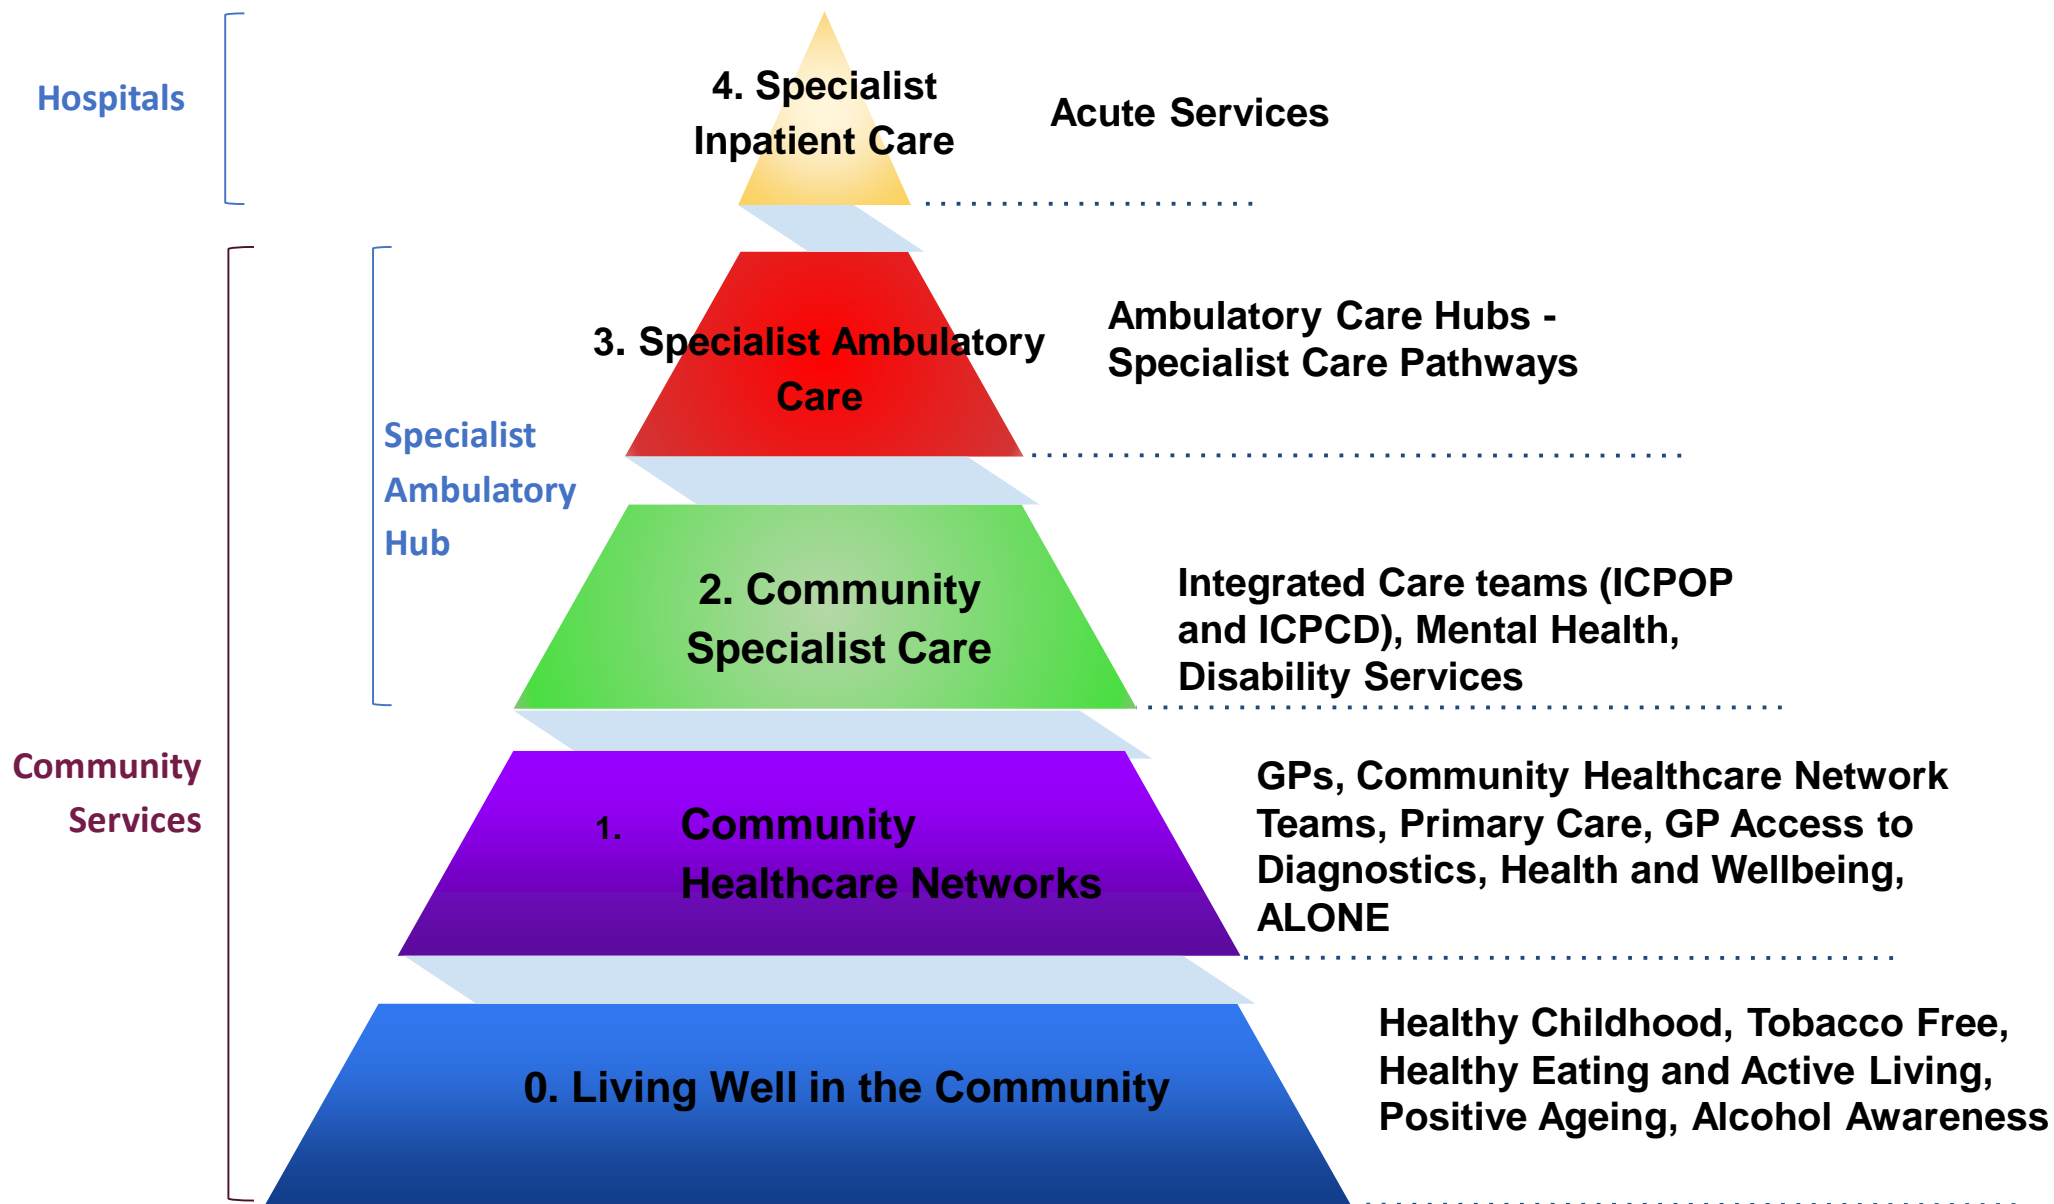 Hospitals
4. Specialist
Inpatient Care
Acute Services
3. Specialist Ambulatory
Care
Ambulatory Care Hubs -
Specialist Care Pathways
Specialist
Ambulatory
Hub
2. Community
Specialist Care
Integrated Care teams (ICPOP
and ICPCD), Mental Health,
Disability Services
Community
Services
1. Community
Healthcare Networks
GPs, Community Healthcare Network
Teams, Primary Care, GP Access to
Diagnostics, Health and Wellbeing,
ALONE
0. Living Well in the Community
Healthy Childhood, Tobacco Free,
Healthy Eating and Active Living,
Positive Ageing, Alcohol Awareness